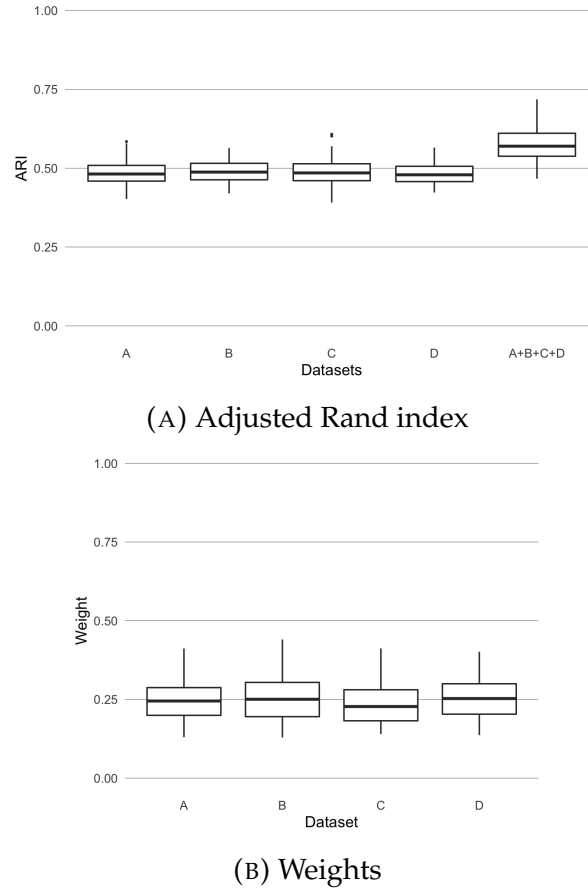 1.00
0.75
0.50
0.25
0.00
ARI
A B C D A+B+C+D
Datasets
(A) Adjusted Rand index
1.00
0.75
0.50
0.25
0.00
Weight
A B C D
Dataset
(B) Weights